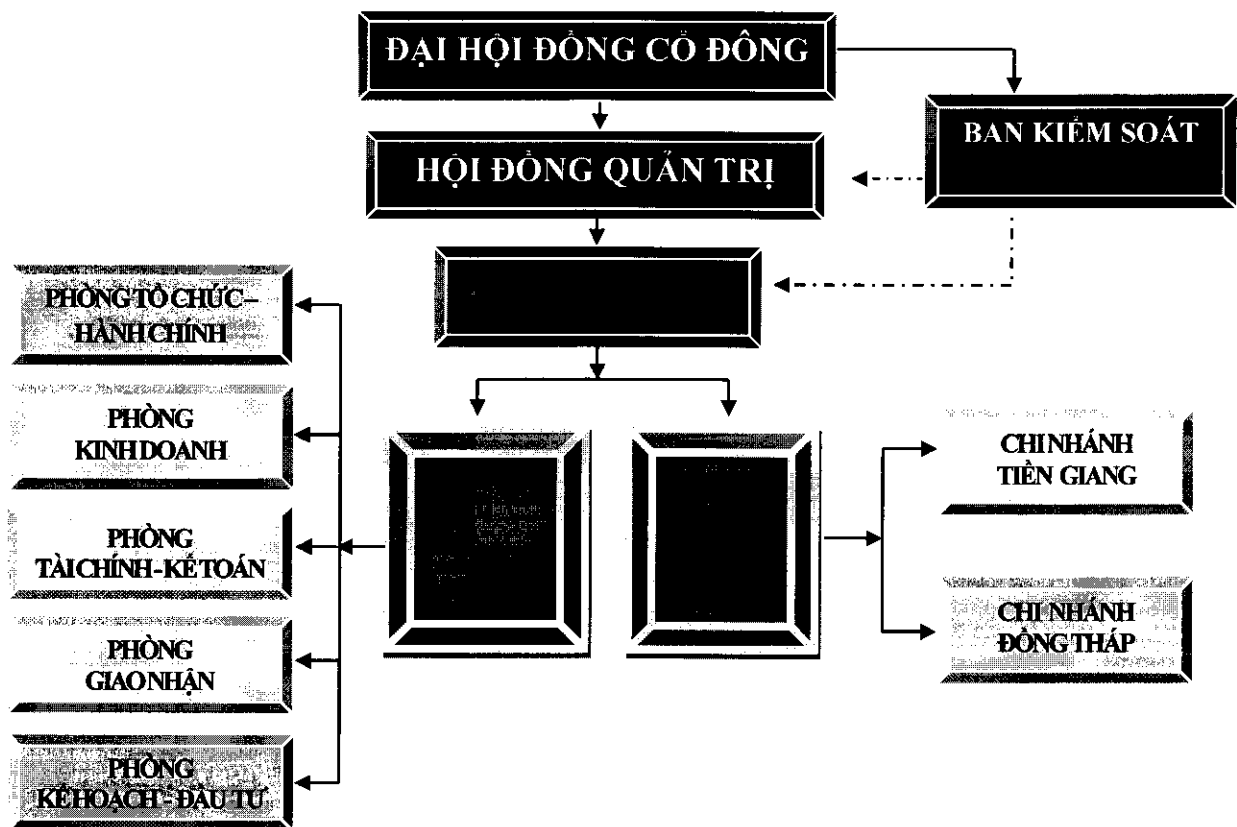 ĐẠI HỘI ĐỒNG CỔ ĐÔNG
BAN KIỂM SOÁT
HỘI ĐỒNG QUẢN TRỊ
PHÒNG TỔ CHỨC –
HÀNH CHÍNH
PHÒNG
KINH DOANH
PHÒNG
TÀI CHÍNH - KẾ TOÁN
PHÒNG
GIAO NHẬN
PHÒNG
KẾ HOẠCH - ĐẦU TƯ
CHI NHÁNH
TIỀN GIANG
CHI NHÁNH
ĐỒNG THÁP